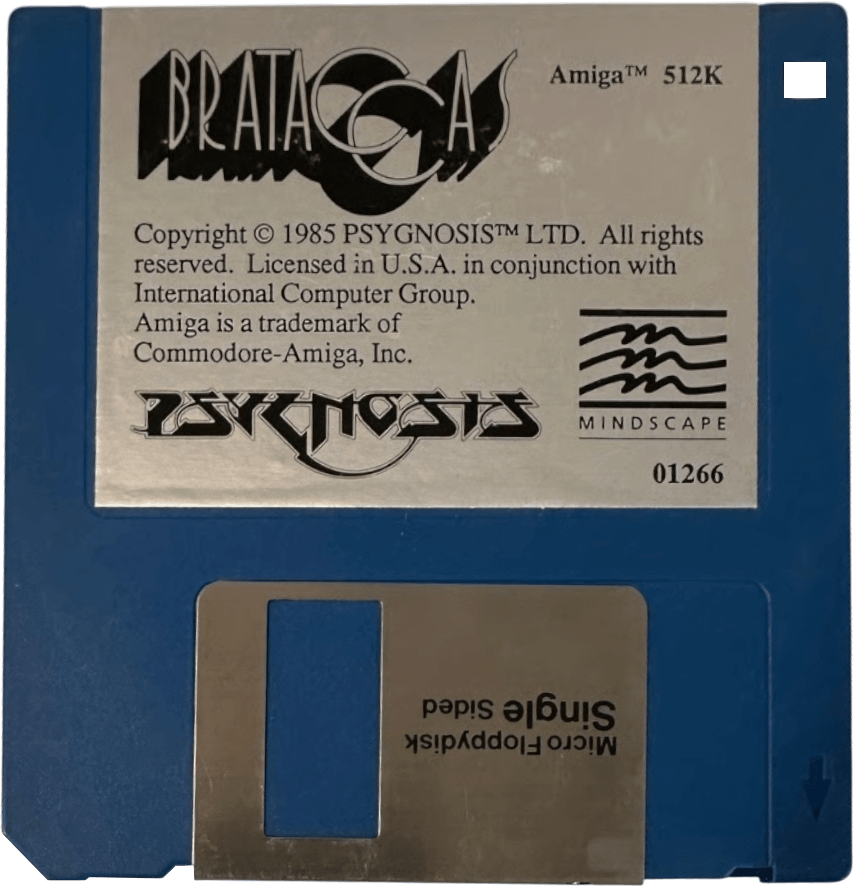 BRATACCAS
Amiga™ 512K
Copyright © 1985 PSYGNOSIS™ LTD. All rights
reserved. Licensed in U.S.A. in conjunction with
International Computer Group.
Amiga is a trademark of
Commodore-Amiga, Inc.
PSYGNOSIS
MINDSCAPE
01266
Micro Floppydisk
Single Sided